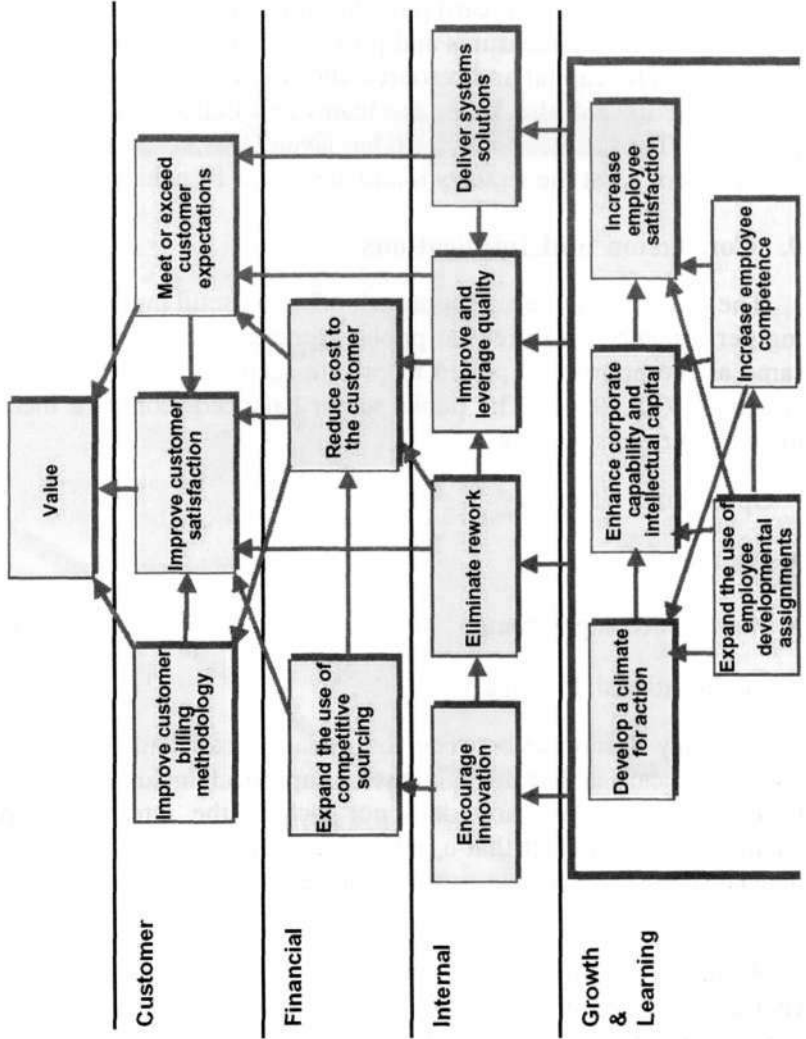 Value
Customer
Improve customer
billing
methodology
Improve customer
satisfaction
Meet or exceed
customer
expectations
Financial
Expand the use of
competitive
sourcing
Reduce cost to
the customer
Internal
Encourage
innovation
Eliminate rework
Improve and
leverage quality
Deliver systems
solutions
Growth
&
Learning
Develop a climate
for action
Enhance corporate
capability and
intellectual capital
Increase
employee
satisfaction
Expand the use of
employee
developmental
assignments
Increase employee
competence